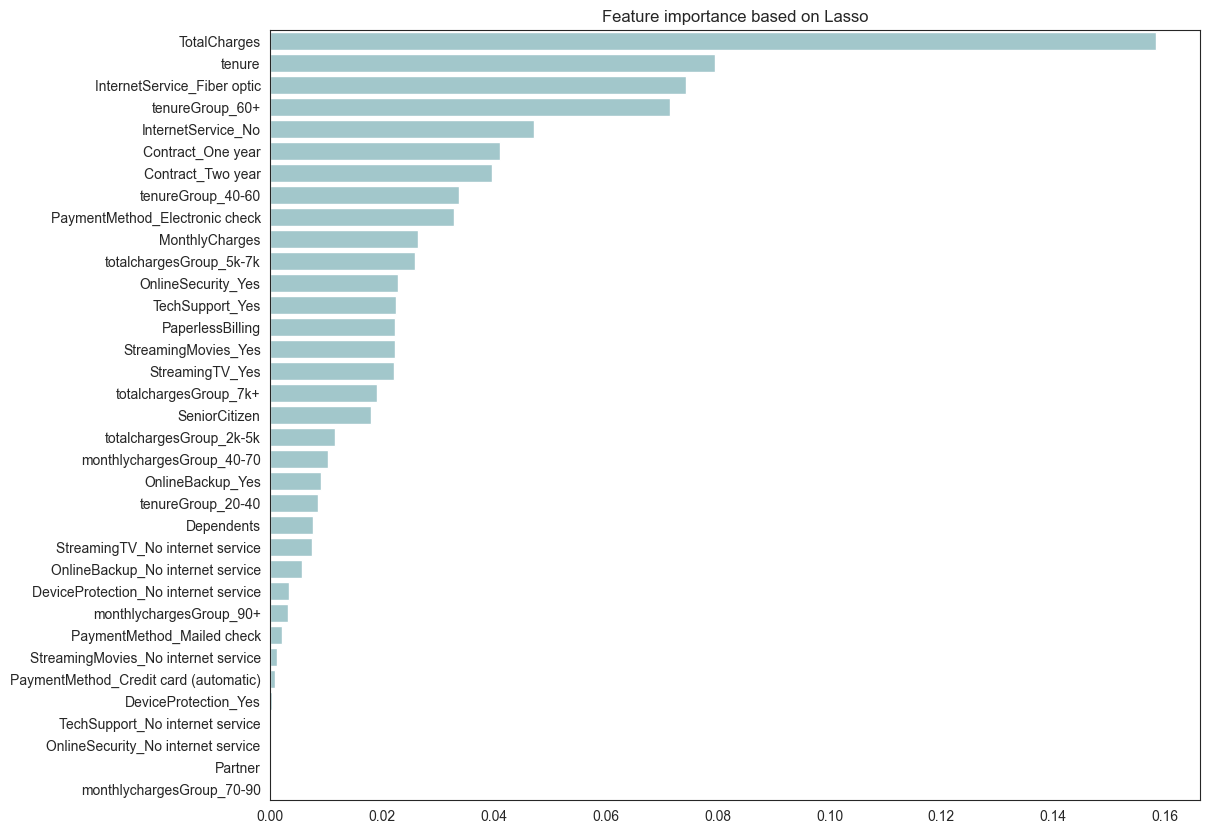 Feature importance based on Lasso
TotalCharges
tenure
InternetService_Fiber optic
tenureGroup_60+
InternetService_No
Contract_One year
Contract_Two year
tenureGroup_40-60
PaymentMethod_Electronic check
MonthlyCharges
totalchargesGroup_5k-7k
OnlineSecurity_Yes
TechSupport_Yes
PaperlessBilling
StreamingMovies_Yes
StreamingTV_Yes
totalchargesGroup_7k+
SeniorCitizen
totalchargesGroup_2k-5k
monthlychargesGroup_40-70
OnlineBackup_Yes
tenureGroup_20-40
Dependents
StreamingTV_No internet service
OnlineBackup_No internet service
DeviceProtection_No internet service
monthlychargesGroup_90+
PaymentMethod_Mailed check
StreamingMovies_No internet service
PaymentMethod_Credit card (automatic)
DeviceProtection_Yes
TechSupport_No internet service
OnlineSecurity_No internet service
Partner
monthlychargesGroup_70-90
0.00 0.02 0.04 0.06 0.08 0.10 0.12 0.14 0.16